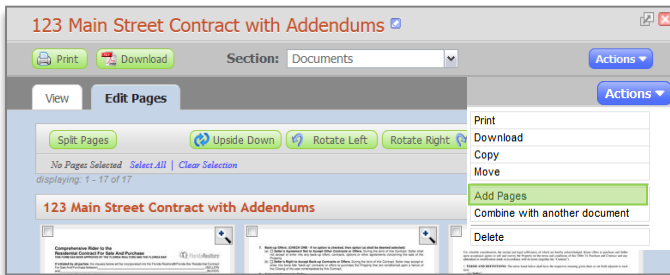 123 Main Street Contract with Addendums
Print Download Section: Documents Actions
View Edit Pages Actions
Split Pages Upside Down Rotate Left Rotate Right
No Pages Selected Select All | Clear Selection
displaying: 1 - 17 of 17
123 Main Street Contract with Addendums
Print
Download
Copy
Move
Add Pages
Combine with another document
Delete
Comprehensive Rider to the
Residential Contract For Sale And Purchase